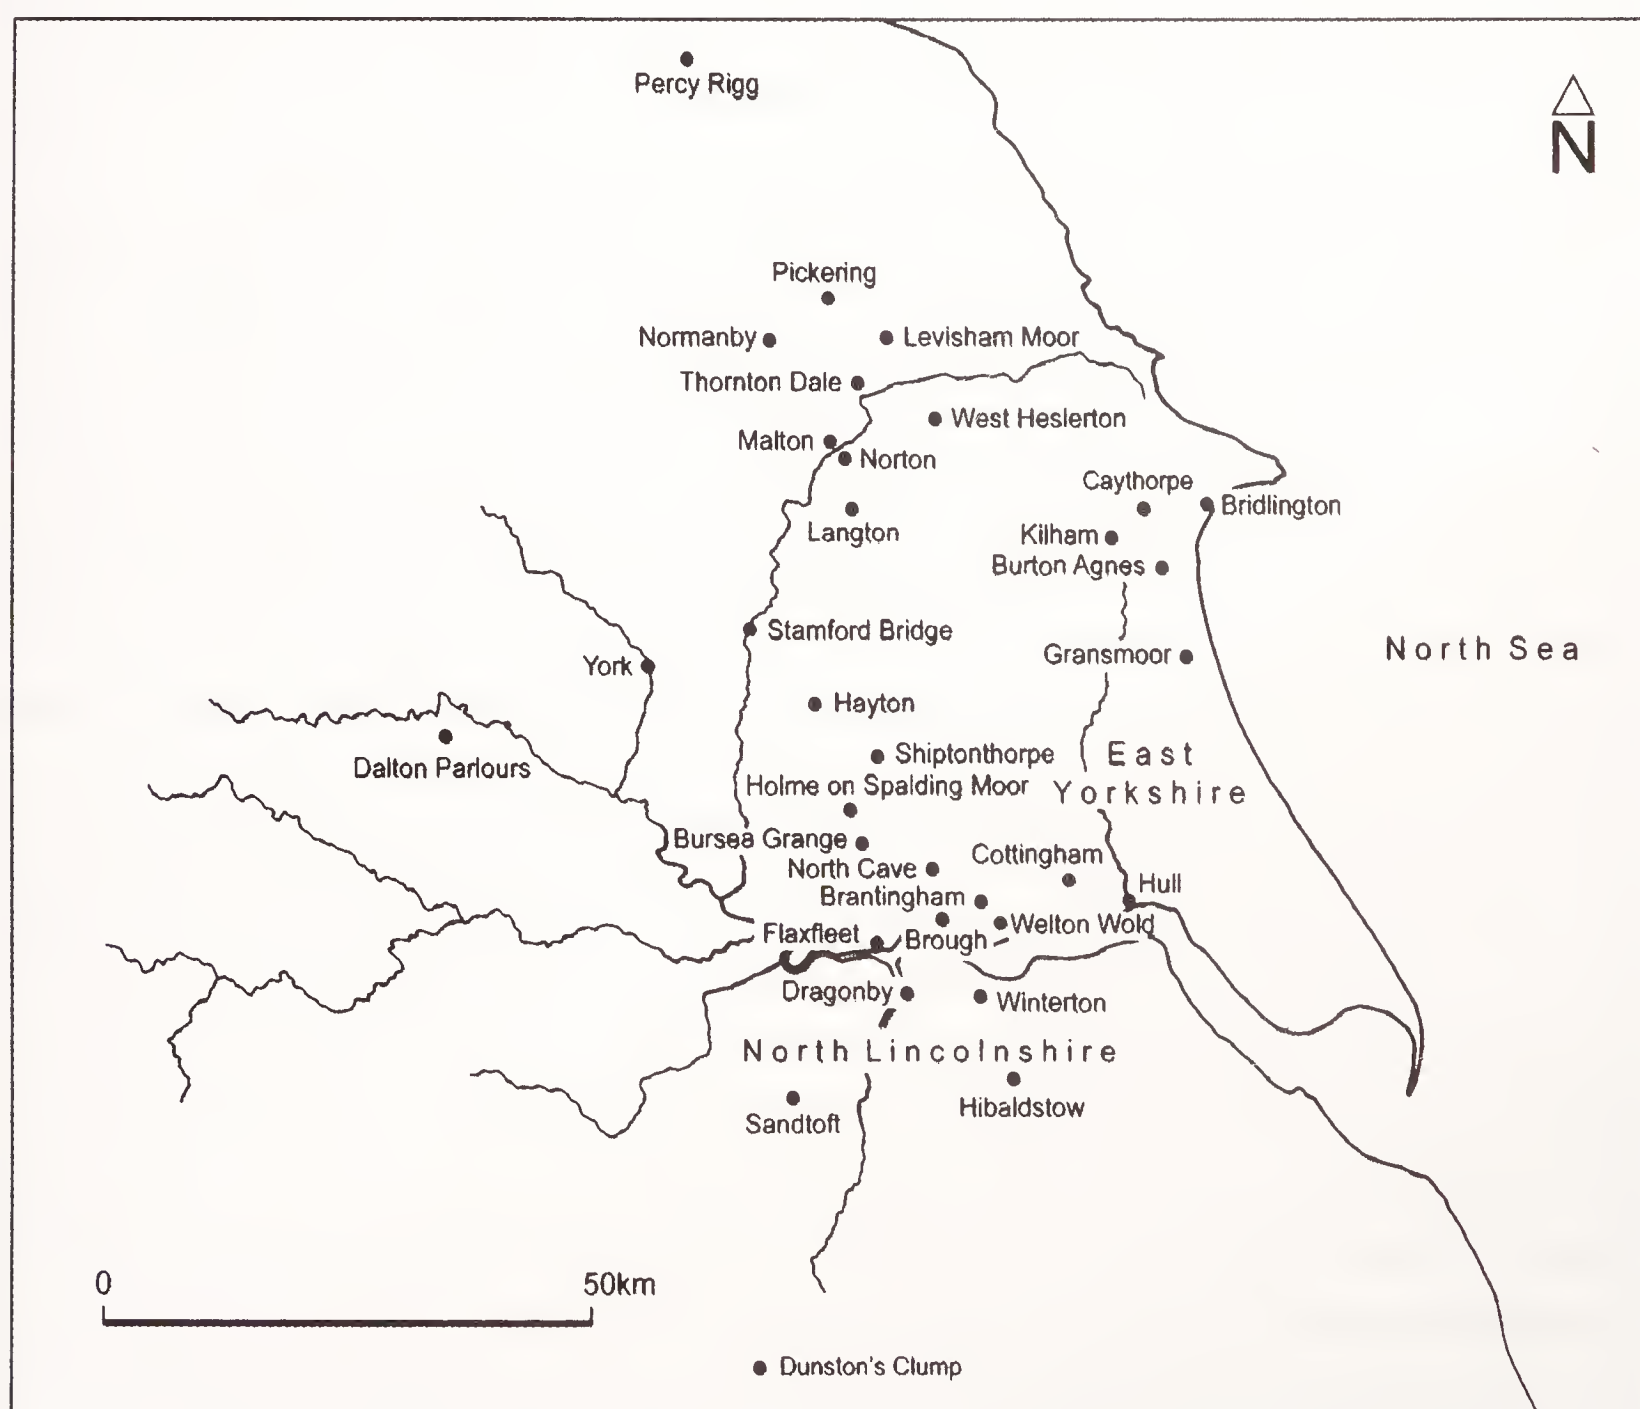 Percy Rigg
N
Pickering
Normanby
Levisham Moor
Thornton Dale
West Heslerton
Malton
Norton
Caythorpe
Bridlington
Langton
Kilham
Burton Agnes
Stamford Bridge
North Sea
Gransmoor
York
Hayton
Shiptonthorpe
East
Yorkshire
Dalton Parlours
Holme on Spalding Moor
Bursea Grange
Cottingham
North Cave
Hull
Brantingham
Welton Wold
Flaxfleet
Brough
Dragonby
Winterton
North Lincolnshire
Hibaldstow
Sandtoft
0 50km
Dunston's Clump